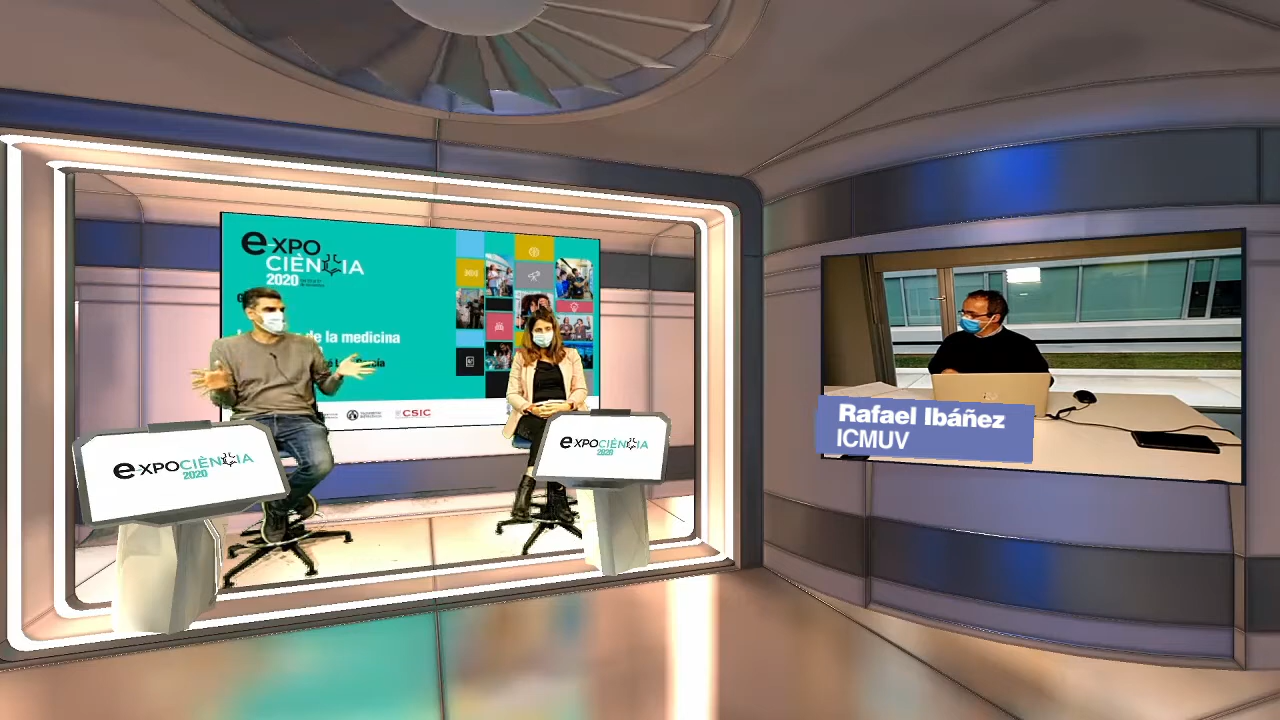 eXPO
CIÈNCIA
2020
de la medicina
CSIC
eXPOCIÈNCIA
2020
eXPOCIÈNCIA
2020
Rafael Ibáñez
ICMUV